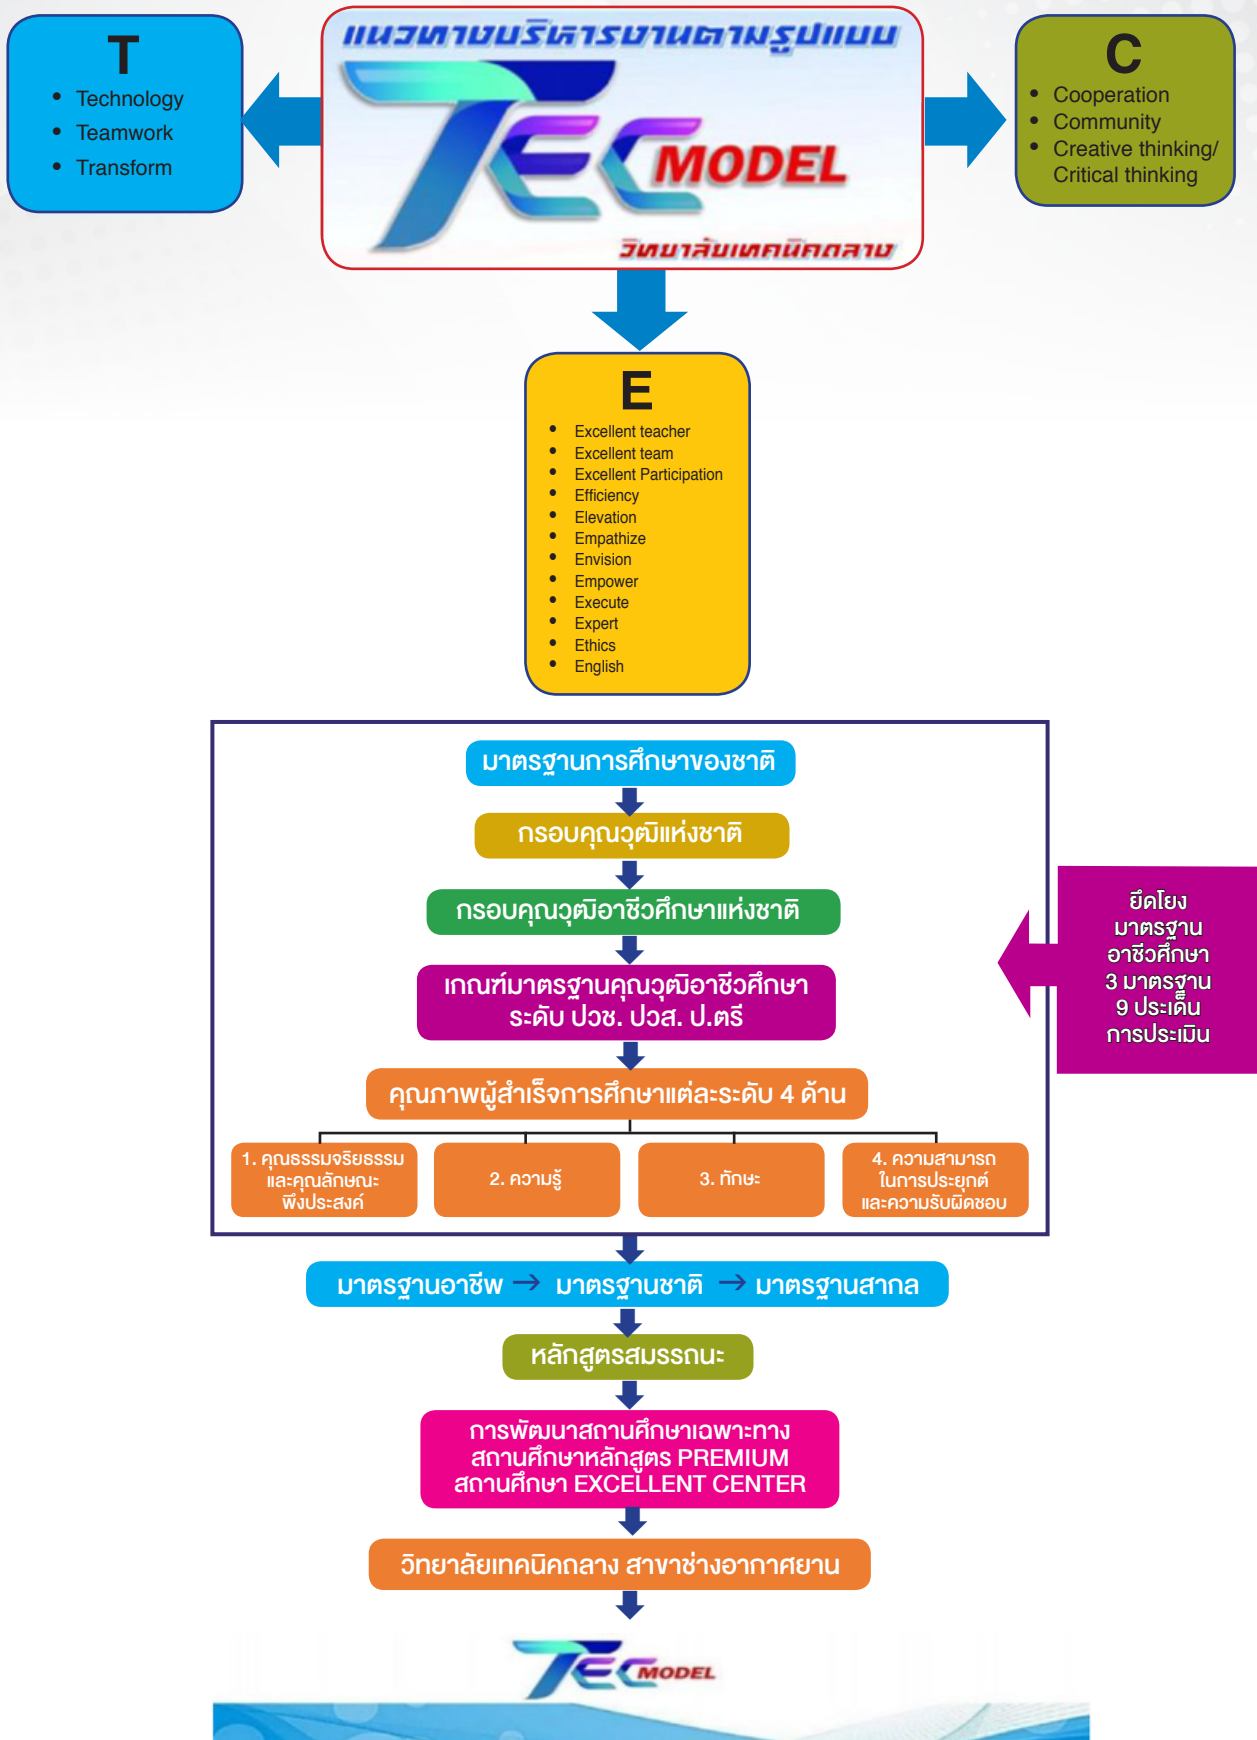 แนวทางบริหารงานตามรูปแบบ
TEC MODEL
วิทยาลัยเทคนิคถลาง
T
• Technology
• Teamwork
• Transform
C
• Cooperation
• Community
• Creative thinking/
Critical thinking
E
• Excellent teacher
• Excellent team
• Excellent Participation
• Efficiency
• Elevation
• Empathize
• Envision
• Empower
• Execute
• Expert
• Ethics
• English
มาตรฐานการศึกษาของชาติ
กรอบคุณวุฒิแห่งชาติ
กรอบคุณวุฒิอาชีวศึกษาแห่งชาติ
เกณฑ์มาตรฐานคุณวุฒิอาชีวศึกษา
ระดับ ปวช. ปวส. ป.ตรี
ยึดโยง
มาตรฐาน
อาชีวศึกษา
3 มาตรฐาน
9 ประเด็น
การประเมิน
คุณภาพผู้สำเร็จการศึกษาแต่ละระดับ 4 ด้าน
1. คุณธรรมจริยธรรม
และคุณลักษณะ
พึงประสงค์
2. ความรู้
3. ทักษะ
4. ความสามารถ
ในการประยุกต์
และความรับผิดชอบ
มาตรฐานอาชีพ → มาตรฐานชาติ → มาตรฐานสากล
หลักสูตรสมรรถนะ
การพัฒนาสถานศึกษาเฉพาะทาง
สถานศึกษาหลักสูตร PREMIUM
สถานศึกษา EXCELLENT CENTER
วิทยาลัยเทคนิคถลาง สาขาช่างอากาศยาน
TEC MODEL